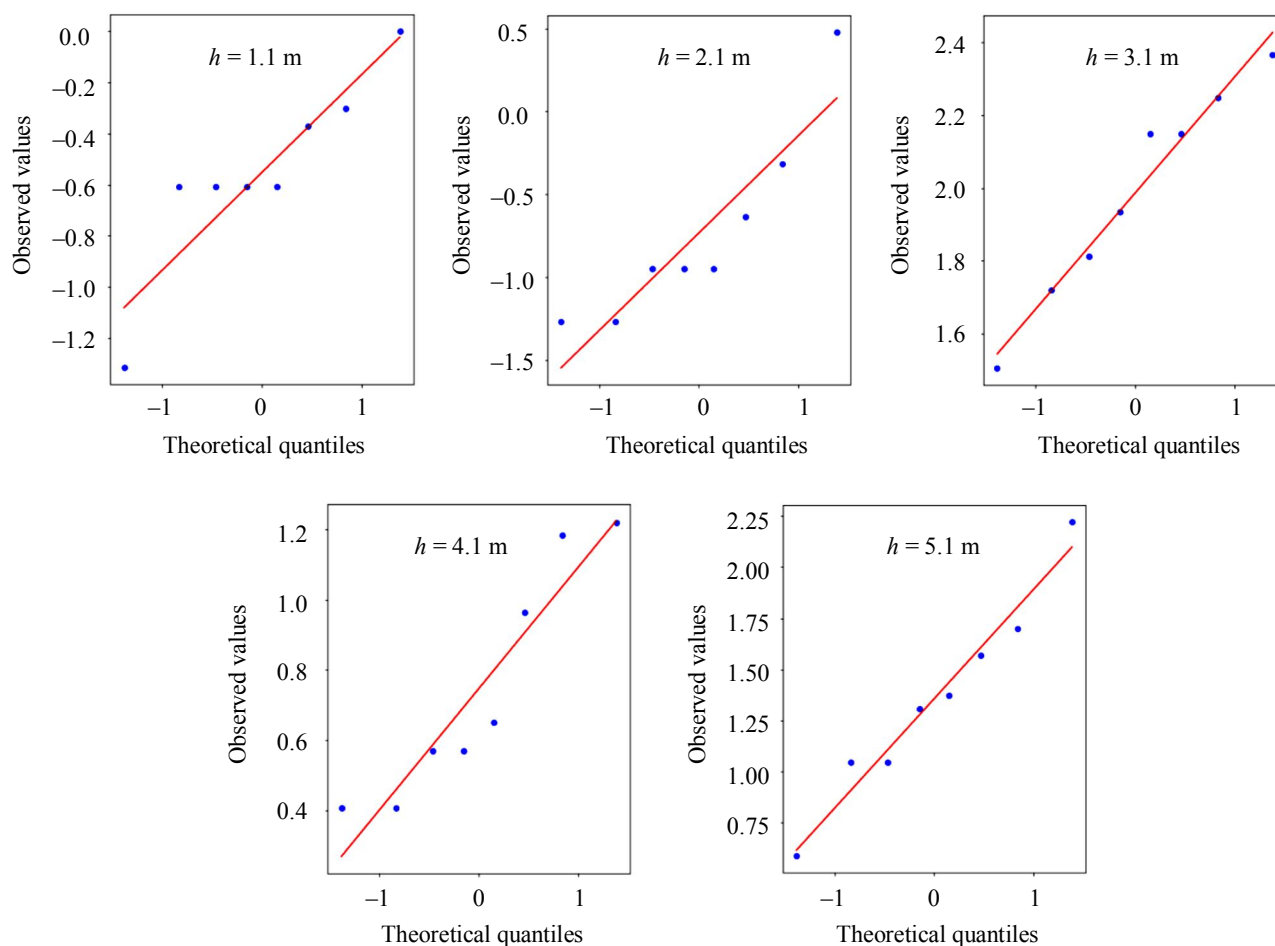 h = 1.1 m
0.0
–0.2
–0.4
–0.6
–0.8
–1.0
–1.2
Observed values
–1
0
1
Theoretical quantiles
h = 2.1 m
0.5
0.0
–0.5
–1.0
–1.5
Observed values
–1
0
1
Theoretical quantiles
h = 3.1 m
2.4
2.2
2.0
1.8
1.6
Observed values
–1
0
1
Theoretical quantiles
h = 4.1 m
1.2
1.0
0.8
0.6
0.4
Observed values
–1
0
1
Theoretical quantiles
h = 5.1 m
2.25
2.00
1.75
1.50
1.25
1.00
0.75
Observed values
–1
0
1
Theoretical quantiles